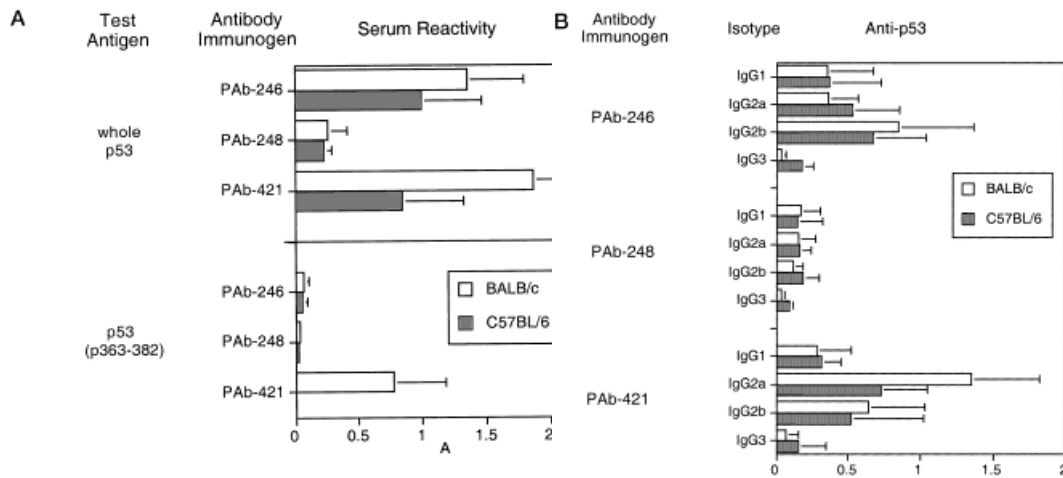 A
Test
Antigen
Antibody
Immunogen
Serum Reactivity
whole
p53
PAb-246
PAb-248
PAb-421
p53
(p363-382)
PAb-246
PAb-248
PAb-421
BALB/c
C57BL/6
0
1
1.5
2
A
B
Antibody
Immunogen
Isotype
Anti-p53
PAb-246
IgG1
IgG2a
IgG2b
IgG3
PAb-248
IgG1
IgG2a
IgG2b
IgG3
PAb-421
IgG1
IgG2a
IgG2b
IgG3
BALB/c
C57BL/6
0
0.5
1
1.5
2